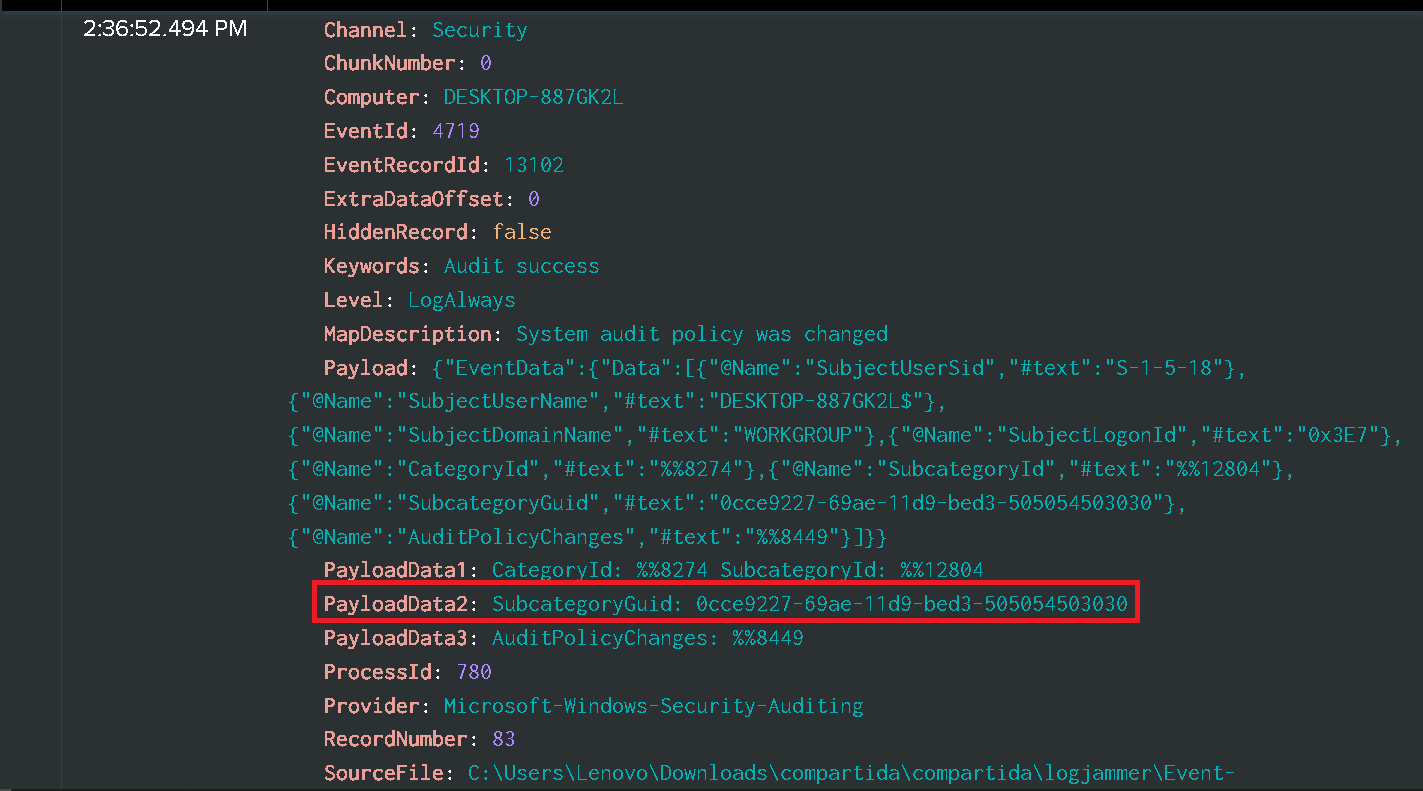 2:36:52.494 PM
Channel: Security
ChunkNumber: 0
Computer: DESKTOP-887GK2L
EventId: 4719
EventRecordId: 13102
ExtraDataOffset: 0
HiddenRecord: false
Keywords: Audit success
Level: LogAlways
MapDescription: System audit policy was changed
Payload: {"EventData":{"Data":[{"@Name":"SubjectUserSid","#text":"S-1-5-18"},
{"@Name":"SubjectUserName","#text":"DESKTOP-887GK2L$"},
{"@Name":"SubjectDomainName","#text":"WORKGROUP"},{"@Name":"SubjectLogonId","#text":"0x3E7"},
{"@Name":"CategoryId","#text":"%%8274"},{"@Name":"SubcategoryId","#text":"%%12804"},
{"@Name":"SubcategoryGuid","#text":"0cce9227-69ae-11d9-bed3-505054503030"},
{"@Name":"AuditPolicyChanges","#text":"%%8449"}]}}
PayloadData1: CategoryId: %%8274 SubcategoryId: %%12804
PayloadData2: SubcategoryGuid: 0cce9227-69ae-11d9-bed3-505054503030
PayloadData3: AuditPolicyChanges: %%8449
ProcessId: 780
Provider: Microsoft-Windows-Security-Auditing
RecordNumber: 83
SourceFile: C:\Users\Lenovo\Downloads\compartida\compartida\logjammer\Event-